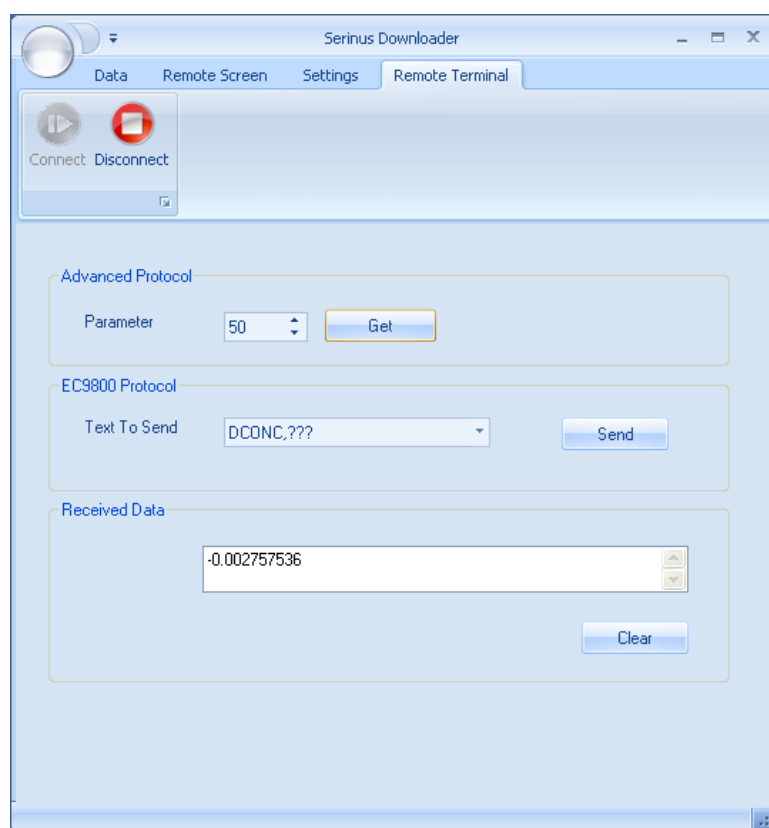 Serinus Downloader
Data Remote Screen Settings Remote Terminal
Connect Disconnect
Advanced Protocol
Parameter 50 Get
EC9800 Protocol
Text To Send DCONC,??? Send
Received Data
-0.002757536
Clear